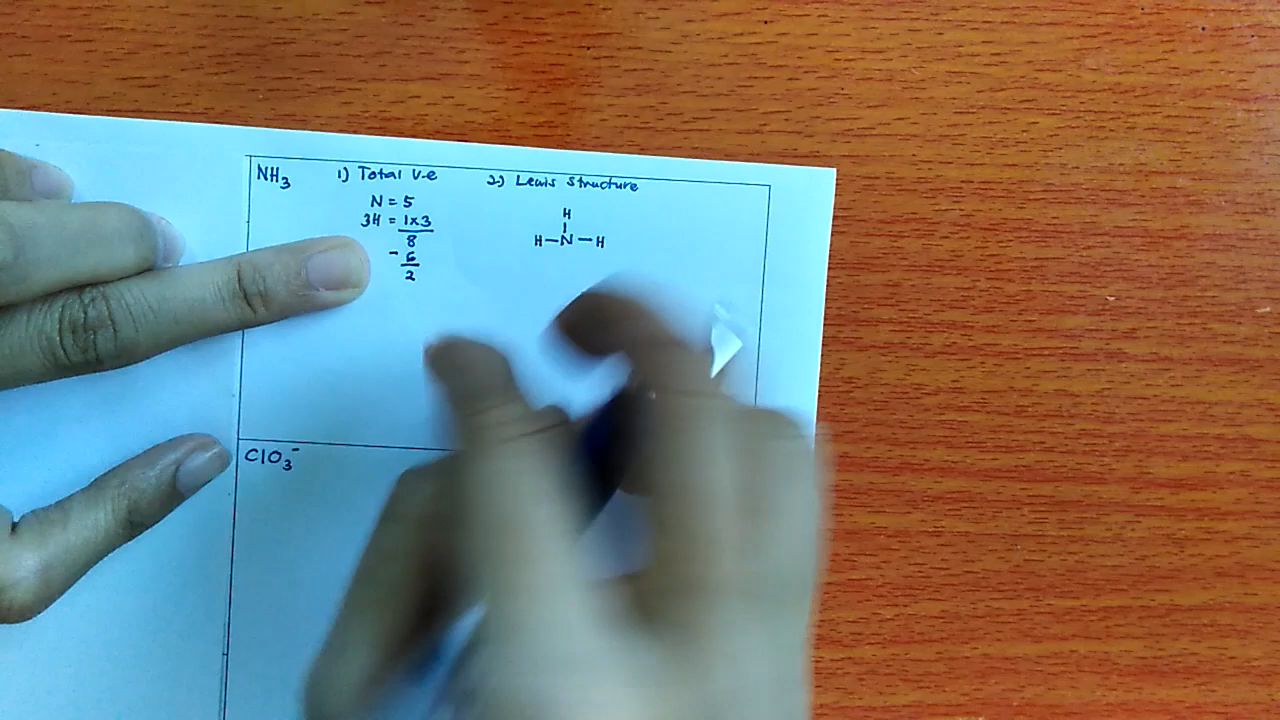 NH3 1) Total V.e 2) Lewis Structure
N = 5
3H = 1x3
8
- 6
2
H
H-N-H
ClO3-